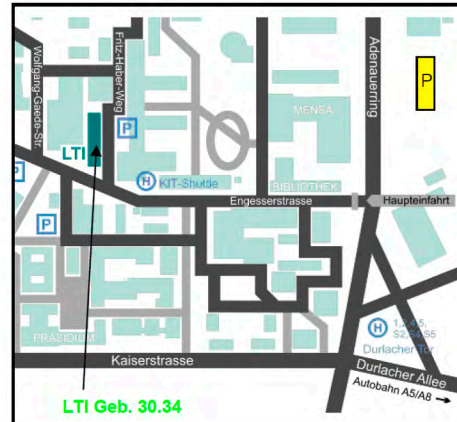 Wolfgang-Gaede-Str.
Fritz-Haber-Weg
Adenauerring
P
MENSA
P
LTI
P
H KIT-Shuttle
BIBLIOTHEK
Engesserstrasse
Haupteinfahrt
P
PRÄSIDIUM
H
Durlacher Tor
Kaiserstrasse
Durlacher Allee
Autobahn A5/A8
LTI Geb. 30.34